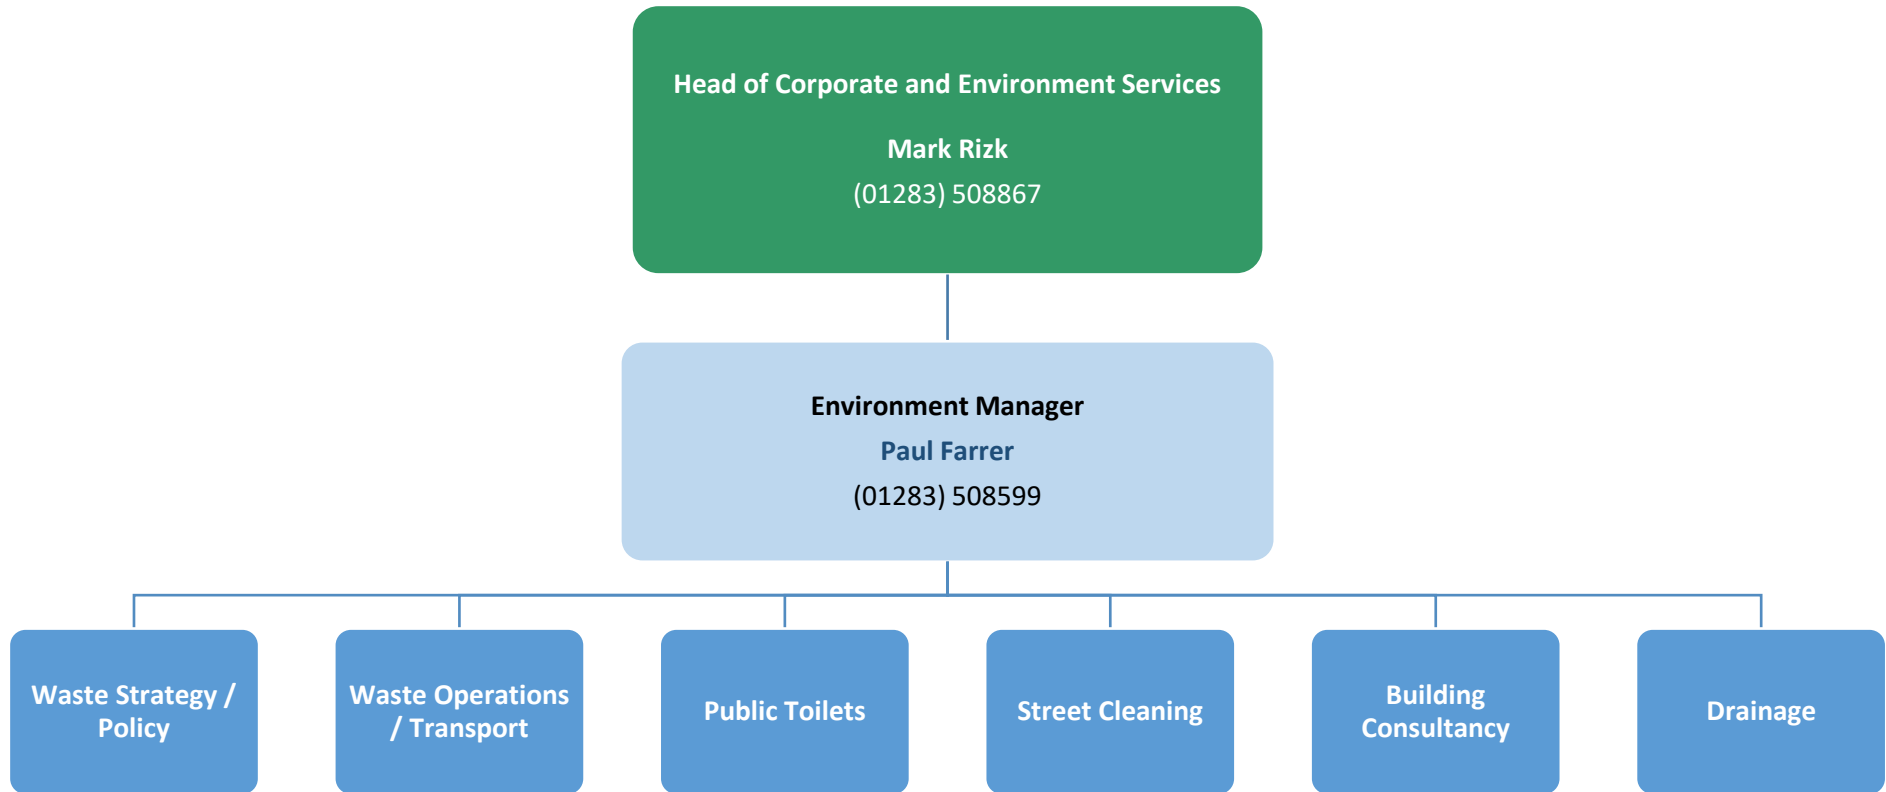 Head of Corporate and Environment Services
Mark Rizk
(01283) 508867
Environment Manager
Paul Farrer
(01283) 508599
Waste Strategy /
Policy
Waste Operations
/ Transport
Public Toilets
Street Cleaning
Building
Consultancy
Drainage